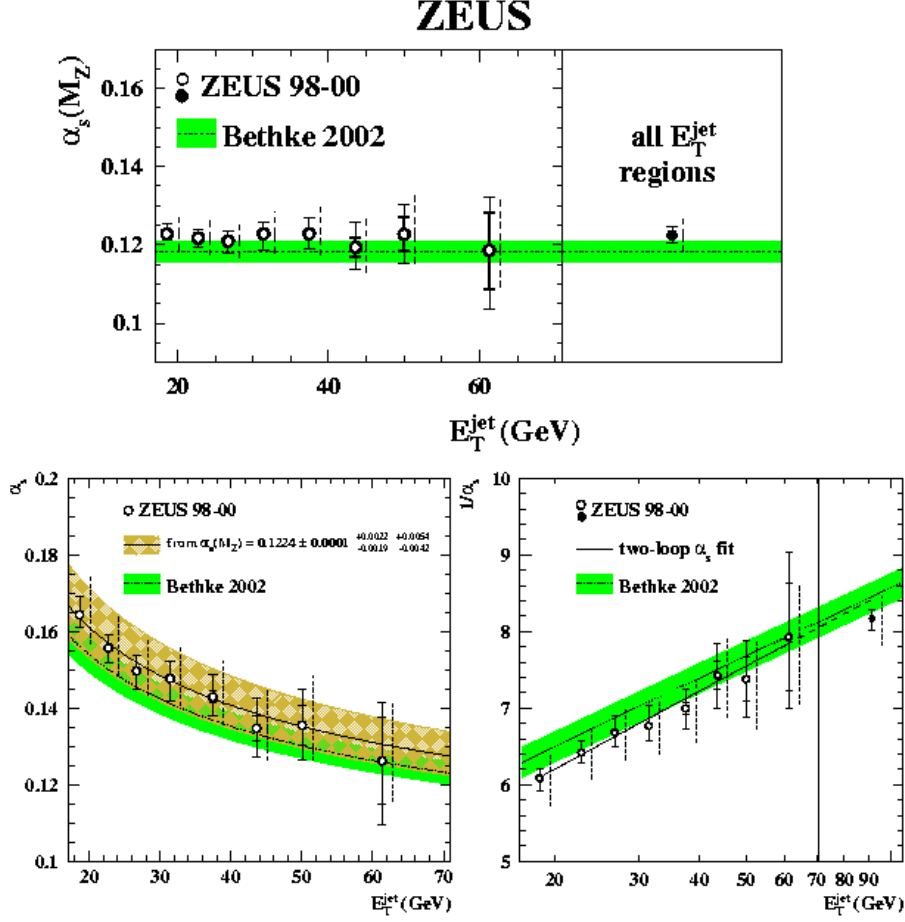 ZEUS
α_s(M_Z)
0.16
0.14
0.12
0.1
ZEUS 98-00
Bethke 2002
all E_T^jet
regions
20 40 60
E_T^jet (GeV)
α_s
0.2
0.18
0.16
0.14
0.12
0.1
ZEUS 98-00
from α_s(M_Z) = 0.1224 ± 0.0001 +0.0022 -0.0019 +0.0054 -0.0042
Bethke 2002
20 30 40 50 60 70
E_T^jet (GeV)
1/α_s
10
9
8
7
6
5
ZEUS 98-00
two-loop α_s fit
Bethke 2002
20 30 40 50 60 70 80 90
E_T^jet (GeV)